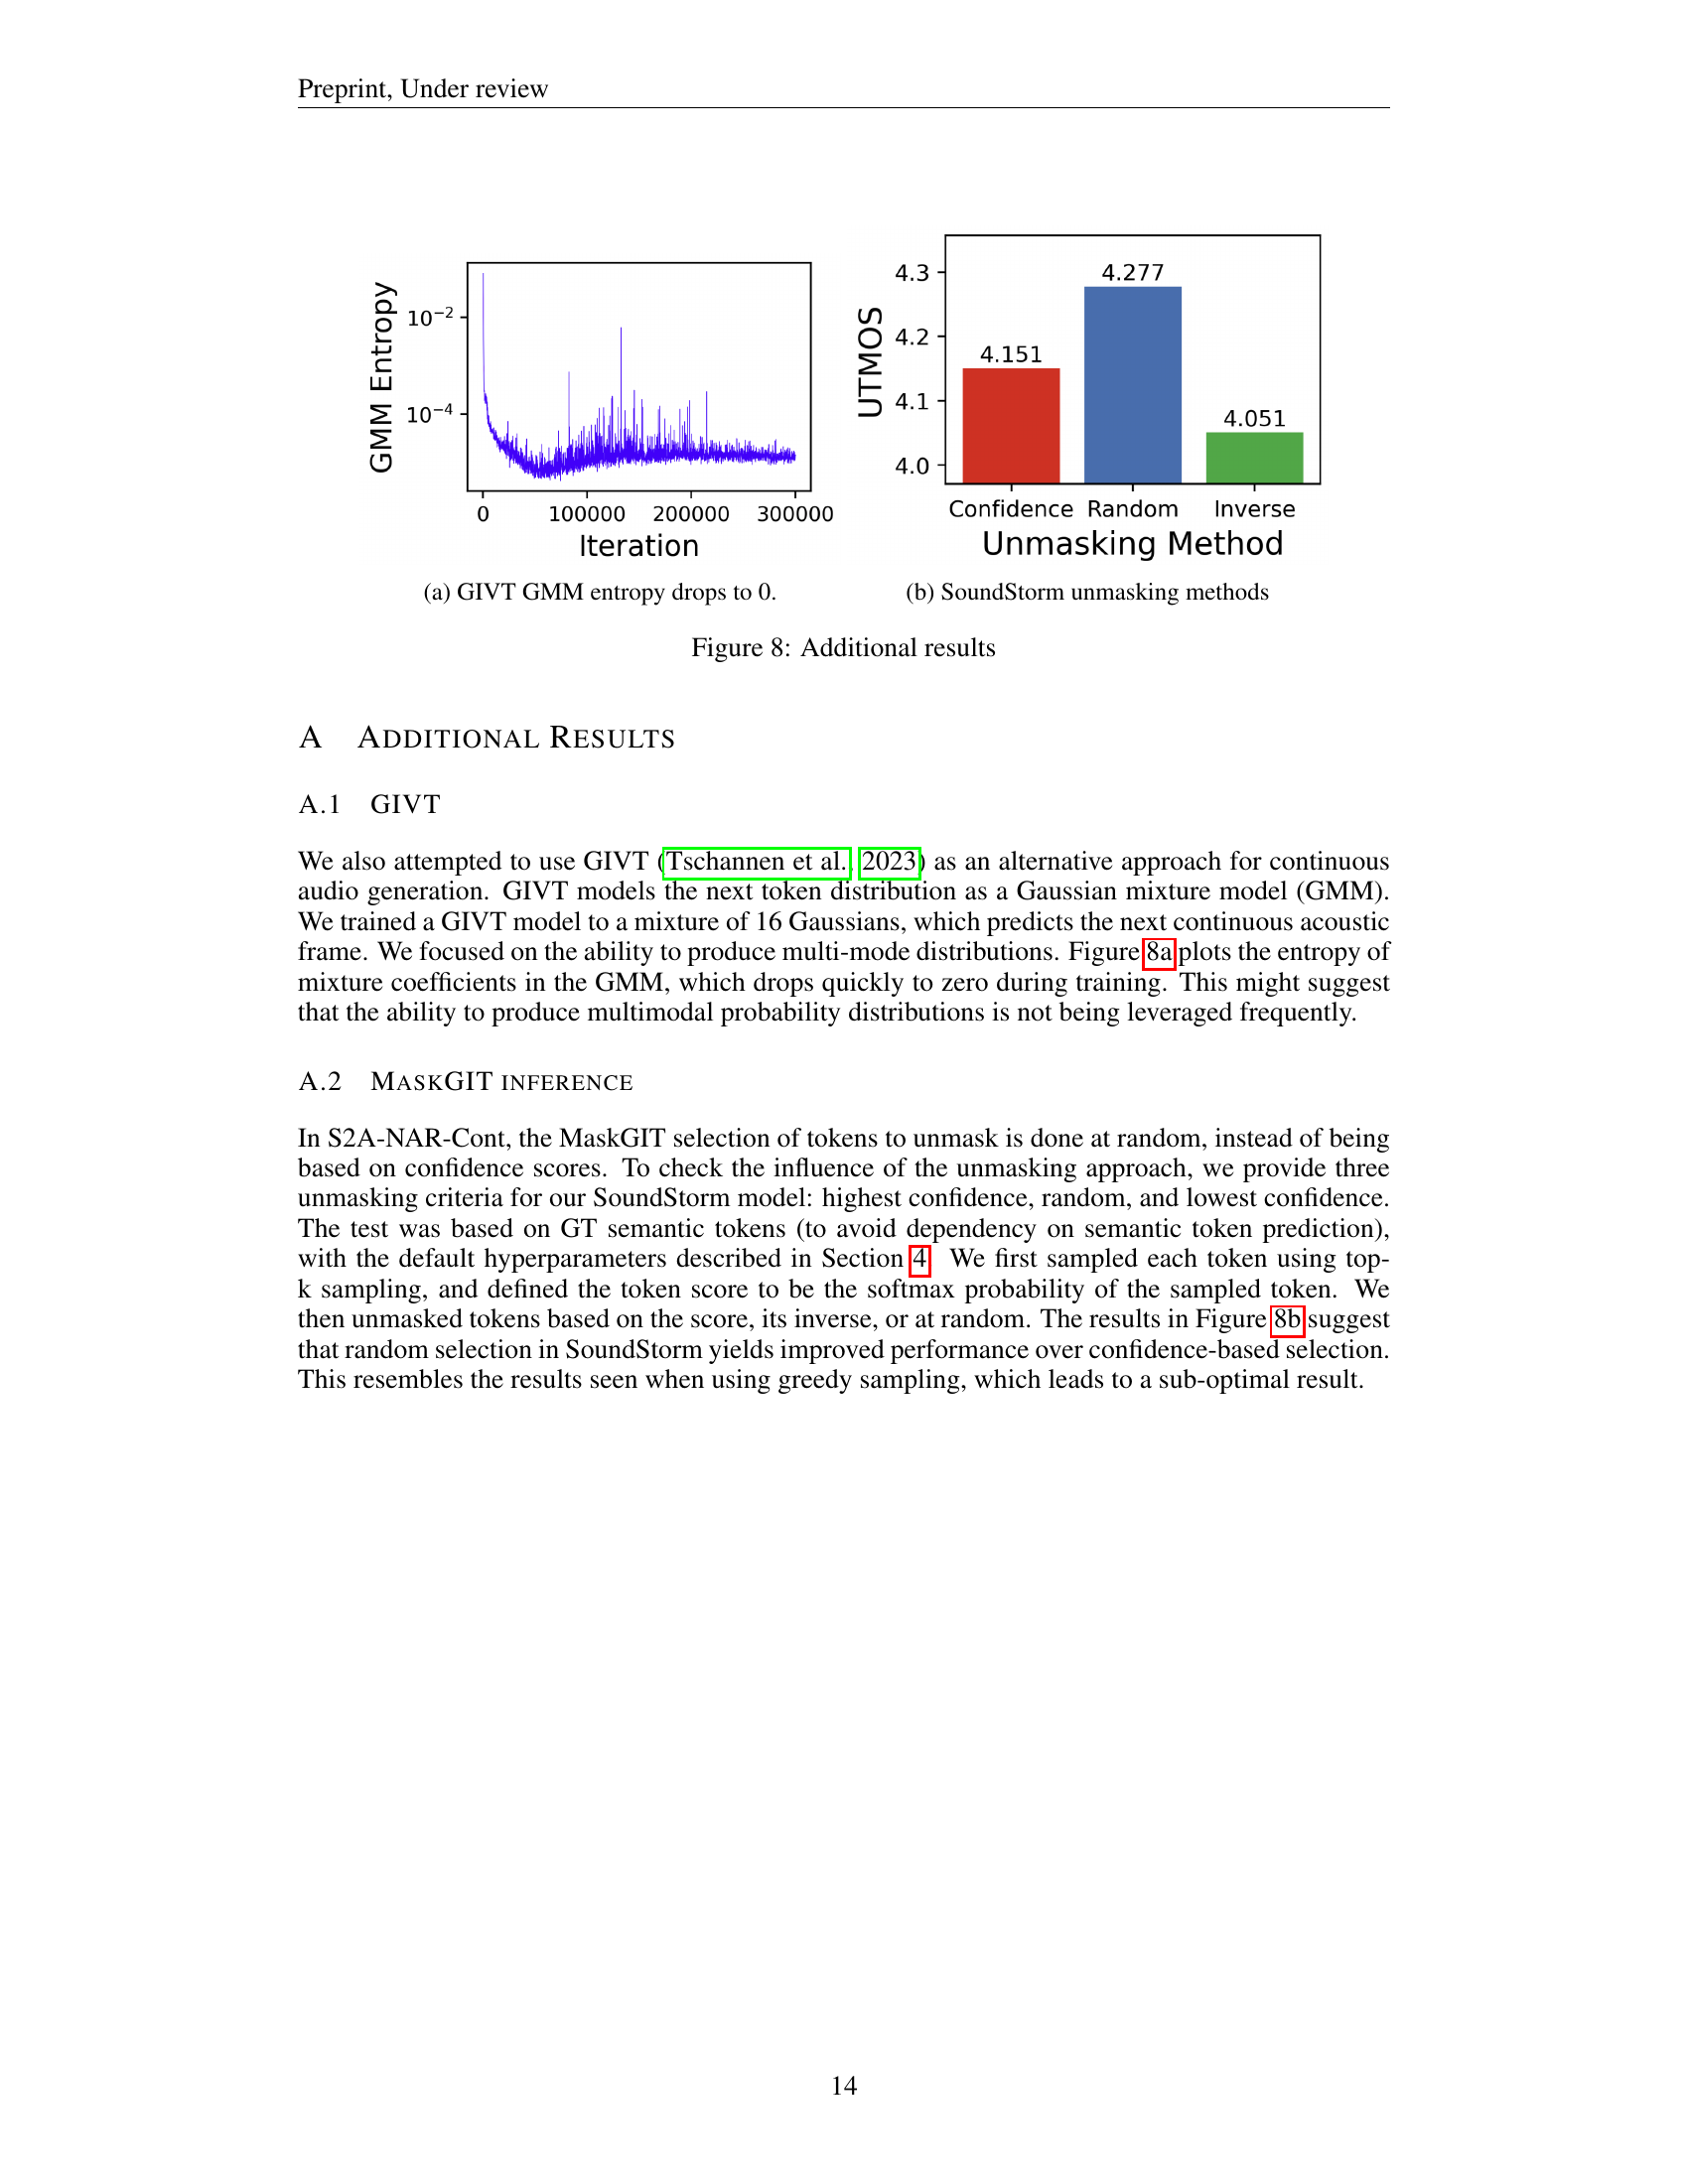 Preprint, Under review
GMM Entropy
10⁻²
10⁻⁴
0 100000 200000 300000
Iteration
UTMOS
4.3
4.2
4.1
4.0
4.151
4.277
4.051
Confidence Random Inverse
Unmasking Method
(a) GIVT GMM entropy drops to 0.
(b) SoundStorm unmasking methods
Figure 8: Additional results
A ADDITIONAL RESULTS
A.1 GIVT
We also attempted to use GIVT (Tschannen et al., 2023) as an alternative approach for continuous
audio generation. GIVT models the next token distribution as a Gaussian mixture model (GMM).
We trained a GIVT model to a mixture of 16 Gaussians, which predicts the next continuous acoustic
frame. We focused on the ability to produce multi-mode distributions. Figure 8a plots the entropy of
mixture coefficients in the GMM, which drops quickly to zero during training. This might suggest
that the ability to produce multimodal probability distributions is not being leveraged frequently.
A.2 MASKGIT INFERENCE
In S2A-NAR-Cont, the MaskGIT selection of tokens to unmask is done at random, instead of being
based on confidence scores. To check the influence of the unmasking approach, we provide three
unmasking criteria for our SoundStorm model: highest confidence, random, and lowest confidence.
The test was based on GT semantic tokens (to avoid dependency on semantic token prediction),
with the default hyperparameters described in Section 4. We first sampled each token using top-
k sampling, and defined the token score to be the softmax probability of the sampled token. We
then unmasked tokens based on the score, its inverse, or at random. The results in Figure 8b suggest
that random selection in SoundStorm yields improved performance over confidence-based selection.
This resembles the results seen when using greedy sampling, which leads to a sub-optimal result.
14